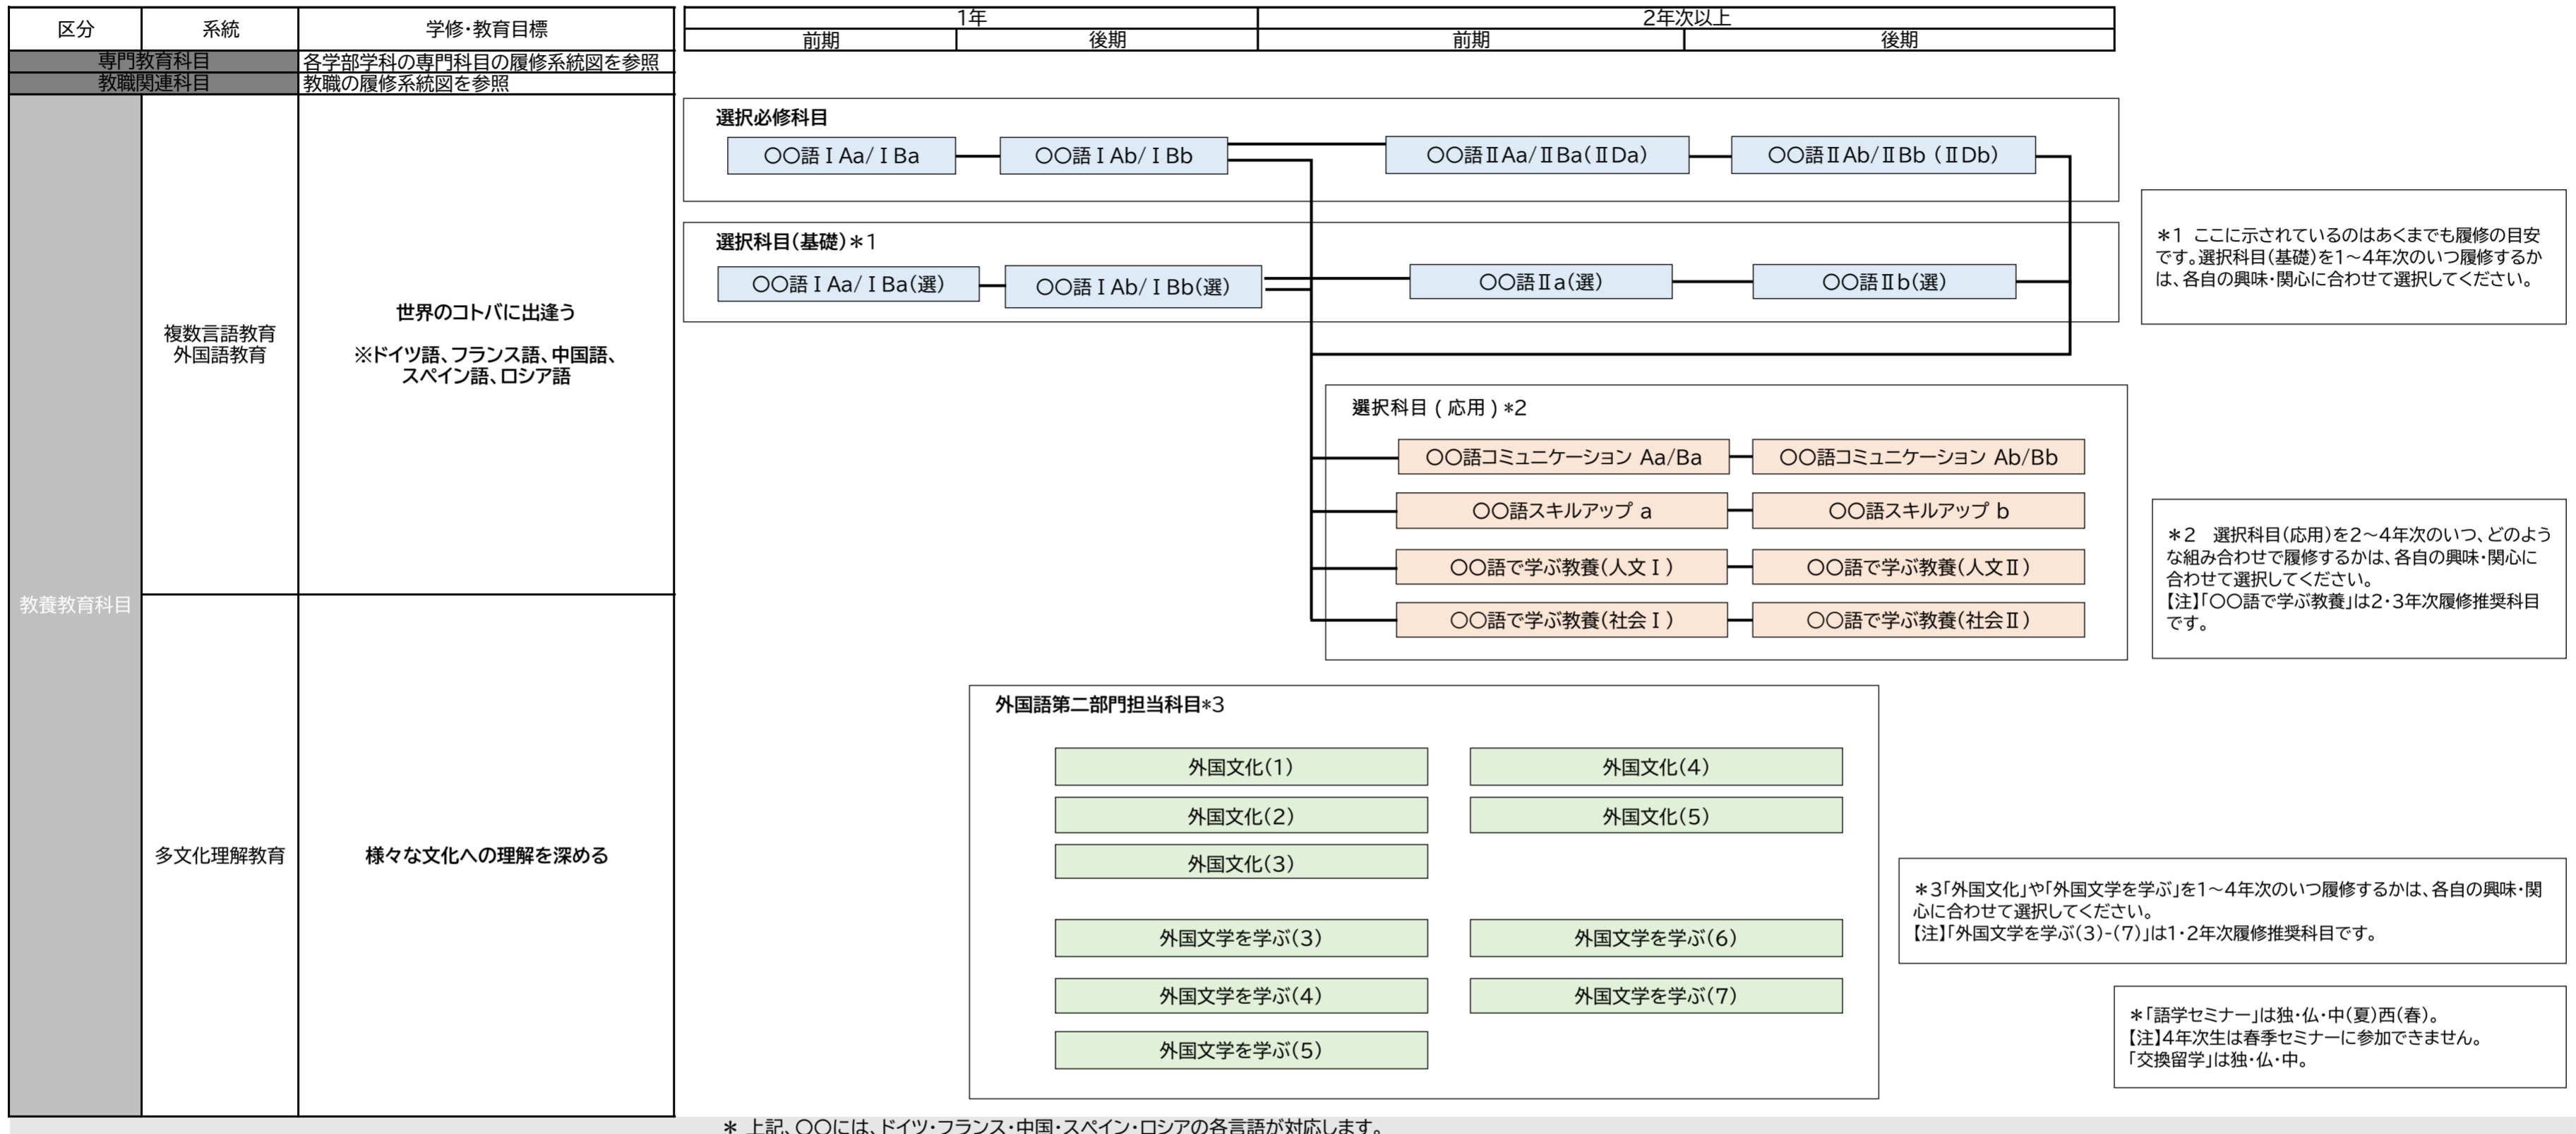 区分
系統
学修・教育目標
1年
2年次以上
前期
後期
前期
後期
専門教育科目
各学部学科の専門科目の履修系統図を参照
教職関連科目
教職の履修系統図を参照
教養教育科目
複数言語教育
外国語教育
世界のコトバに出逢う
※ドイツ語、フランス語、中国語、
スペイン語、ロシア語
選択必修科目
〇〇語ⅠAa/ⅠBa
〇〇語ⅠAb/ⅠBb
〇〇語ⅡAa/ⅡBa(ⅡDa)
〇〇語ⅡAb/ⅡBb (ⅡDb)
選択科目(基礎)＊1
〇〇語ⅠAa/ⅠBa(選)
〇〇語ⅠAb/ⅠBb(選)
〇〇語Ⅱa(選)
〇〇語Ⅱb(選)
＊1 ここに示されているのはあくまでも履修の目安
です。選択科目(基礎)を1～4年次のいつ履修するか
は、各自の興味・関心に合わせて選択してください。
選択科目 ( 応用 ) *2
〇〇語コミュニケーション Aa/Ba
〇〇語コミュニケーション Ab/Bb
〇〇語スキルアップ a
〇〇語スキルアップ b
〇〇語で学ぶ教養(人文Ⅰ)
〇〇語で学ぶ教養(人文Ⅱ)
〇〇語で学ぶ教養(社会Ⅰ)
〇〇語で学ぶ教養(社会Ⅱ)
＊2　選択科目(応用)を2～4年次のいつ、どのよう
な組み合わせで履修するかは、各自の興味・関心に
合わせて選択してください。
【注】「〇〇語で学ぶ教養」は2・3年次履修推奨科目
です。
多文化理解教育
様々な文化への理解を深める
外国語第二部門担当科目*3
外国文化(1)
外国文化(4)
外国文化(2)
外国文化(5)
外国文化(3)
外国文学を学ぶ(3)
外国文学を学ぶ(6)
外国文学を学ぶ(4)
外国文学を学ぶ(7)
外国文学を学ぶ(5)
＊3「外国文化」や「外国文学を学ぶ」を1～4年次のいつ履修するかは、各自の興味・関
心に合わせて選択してください。
【注】「外国文学を学ぶ(3)-(7)」は1・2年次履修推奨科目です。
＊「語学セミナー」は独・仏・中(夏)西(春)。
【注】4年次生は春季セミナーに参加できません。
「交換留学」は独・仏・中。
＊ 上記、〇〇には、ドイツ・フランス・中国・スペイン・ロシアの各言語が対応します。